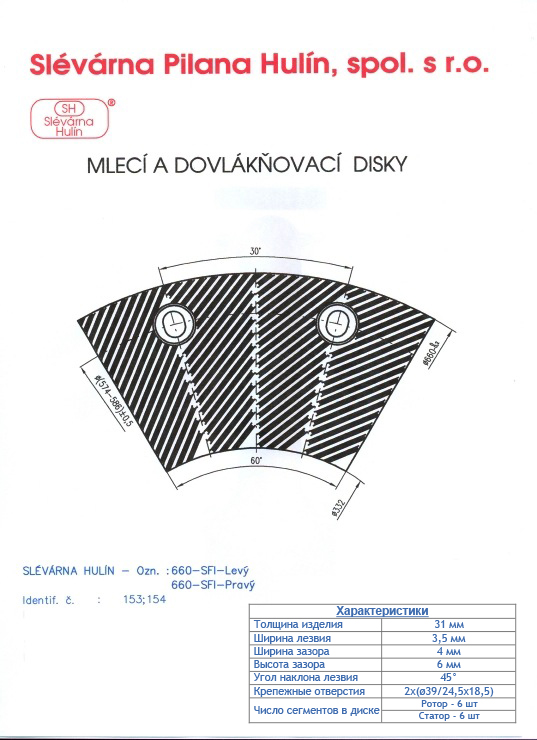 Slévárna Pilana Hulín, spol. s r.o.
SH
®
Slévárna
Hulín
MLECÍ A DOVLÁKŇOVACÍ DISKY
30°
ø(574-586)±0,5
60°
ø332
SLÉVÁRNA HULÍN - Ozn. : 660-SFI-Levý
660-SFI-Pravý
Identif. č. : 153;154
Характеристики
Толщина изделия 31 мм
Ширина лезвия 3,5 мм
Ширина зазора 4 мм
Высота зазора 6 мм
Угол наклона лезвия 45°
Крепежные отверстия 2x(ø39/24,5x18,5)
Число сегментов в диске Ротор - 6 шт
Статор - 6 шт